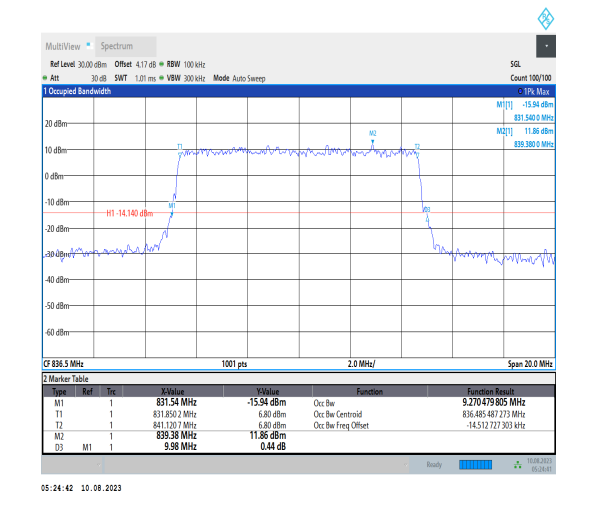 MultiView Spectrum
Ref Level 30.00 dBm Offset 4.17 dB RBW 100 kHz SGL
Att 30 dB SWT 1.01 ms VBW 300 kHz Mode Auto Sweep Count 100/100
1 Occupied Bandwidth 1Pk Max
M1[1] -15.94 dBm
831.540 0 MHz
M2[1] 11.86 dBm
839.380 0 MHz
20 dBm
M2
T1 T2
10 dBm
0 dBm
-10 dBm
M1 D3
H1 -14.140 dBm
-20 dBm
-30 dBm
-40 dBm
-50 dBm
-60 dBm
CF 836.5 MHz 1001 pts 2.0 MHz/ Span 20.0 MHz
2 Marker Table
Type Ref Trc X-Value Y-Value Function Function Result
M1 1 831.54 MHz -15.94 dBm Occ Bw 9.270 479 805 MHz
T1 1 831.850 2 MHz 6.80 dBm Occ Bw Centroid 836.485 487 273 MHz
T2 1 841.120 7 MHz 6.80 dBm Occ Bw Freq Offset -14.512 727 303 kHz
M2 1 839.38 MHz 11.86 dBm
D3 M1 1 9.98 MHz 0.44 dB
Ready 10.08.2023
05:24:41
05:24:42 10.08.2023